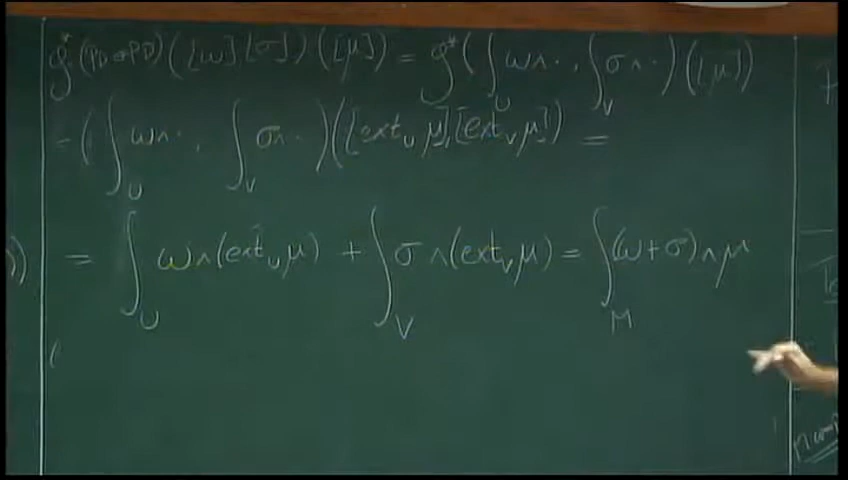 g* (PD⊕PD) ([ω],[σ]) ([μ]) = g* (∫_U ω∧· , ∫_V σ∧·) ([μ])
= (∫_U ω∧· , ∫_V σ∧·) ([ext_U μ],[ext_V μ]) =
= ∫_U ω∧(ext_U μ) + ∫_V σ∧(ext_V μ) = ∫_M (ω+σ)∧μ